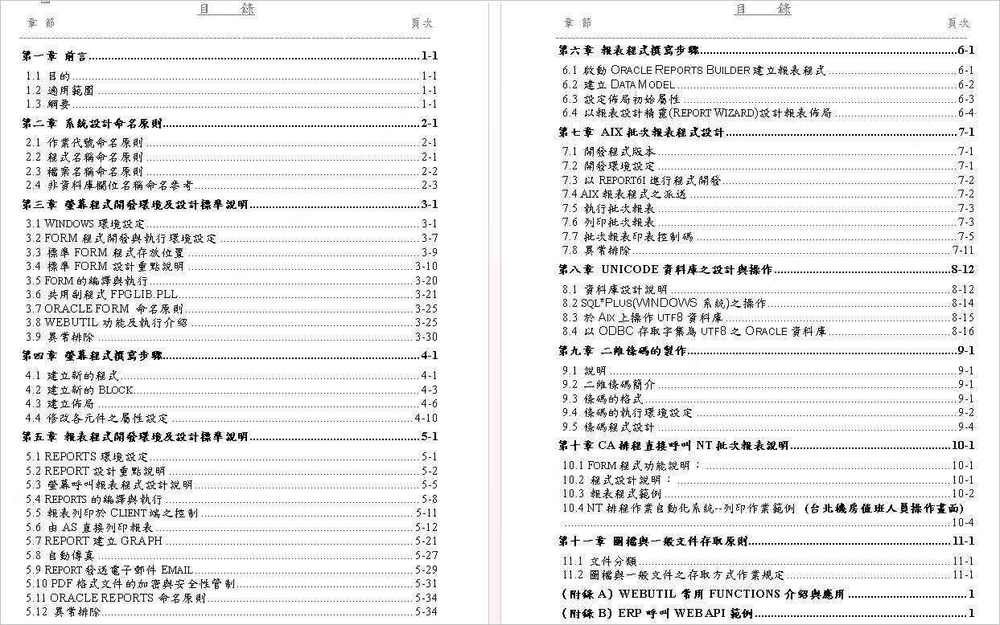 目 錄
章 節 頁次
第一章 前言 1-1
1.1 目的 1-1
1.2 適用範圍 1-1
1.3 綱要 1-1
第二章 系統設計命名原則 2-1
2.1 作業代號命名原則 2-1
2.2 程式名稱命名原則 2-1
2.3 檔案名稱命名原則 2-2
2.4 非資料庫欄位名稱命名參考 2-3
第三章 螢幕程式開發環境及設計標準說明 3-1
3.1 WINDOWS 環境設定 3-1
3.2 FORM 程式開發與執行環境設定 3-7
3.3 標準 FORM 程式存放位置 3-9
3.4 標準 FORM 設計重點說明 3-10
3.5 FORM 的編譯與執行 3-20
3.6 共用副程式 FPGLIB.PLL 3-21
3.7 ORACLE FORM 命名原則 3-25
3.8 WEBUTIL 功能及執行介紹 3-25
3.9 異常排除 3-30
第四章 螢幕程式撰寫步驟 4-1
4.1 建立新的程式 4-1
4.2 建立新的 BLOCK 4-3
4.3 建立佈局 4-6
4.4 修改各元件之屬性設定 4-10
第五章 報表程式開發環境及設計標準說明 5-1
5.1 REPORTS 環境設定 5-1
5.2 REPORT 設計重點說明 5-2
5.3 螢幕呼叫報表程式設計說明 5-5
5.4 REPORTS 的編譯與執行 5-8
5.5 報表列印於 CLIENT 端之控制 5-11
5.6 由 AS 直接列印報表 5-12
5.7 REPORT 建立 GRAPH 5-21
5.8 自動傳真 5-27
5.9 REPORT 發送電子郵件 EMAIL 5-29
5.10 PDF 格式文件的加密與安全性管制 5-31
5.11 ORACLE REPORTS 命名原則 5-34
5.12 異常排除 5-34
目 錄
章 節 頁次
第六章 報表程式撰寫步驟 6-1
6.1 啟動 ORACLE REPORTS BUILDER 建立報表程式 6-1
6.2 建立 DATA MODEL 6-2
6.3 設定佈局初始屬性 6-3
6.4 以報表設計精靈(REPORT WIZARD)設計報表佈局 6-4
第七章 AIX 批次報表程式設計 7-1
7.1 開發程式版本 7-1
7.2 開發環境設定 7-1
7.3 以 REPORT6I 進行程式開發 7-2
7.4 AIX 報表程式之派送 7-2
7.5 執行批次報表 7-3
7.6 列印批次報表 7-3
7.7 批次報表印表控制碼 7-5
7.8 異常排除 7-11
第八章 UNICODE 資料庫之設計與操作 8-12
8.1 資料庫設計說明 8-12
8.2 SQL*PLUS(WINDOWS 系統)之操作 8-14
8.3 於 AIX 上操作 UTF8 資料庫 8-15
8.4 以 ODBC 存取字集為 UTF8 之 ORACLE 資料庫 8-16
第九章 二維條碼的製作 9-1
9.1 說明 9-1
9.2 二維條碼簡介 9-1
9.3 條碼的格式 9-1
9.4 條碼的執行環境設定 9-2
9.5 條碼程式設計 9-4
第十章 CA 排程直接呼叫 NT 批次報表說明 10-1
10.1 FORM 程式功能說明： 10-1
10.2 程式設計說明： 10-1
10.3 報表程式範例 10-2
10.4 NT 排程作業自動化系統--列印作業範例 (台北機房值班人員操作畫面)
10-4
第十一章 圖檔與一般文件存取原則 11-1
11.1 文件分類 11-1
11.2 圖檔與一般文件之存取方式作業規定 11-1
(附錄 A) WEBUTIL 常用 FUNCTIONS 介紹與應用 1
(附錄 B) ERP 呼叫 WEB API 範例 1